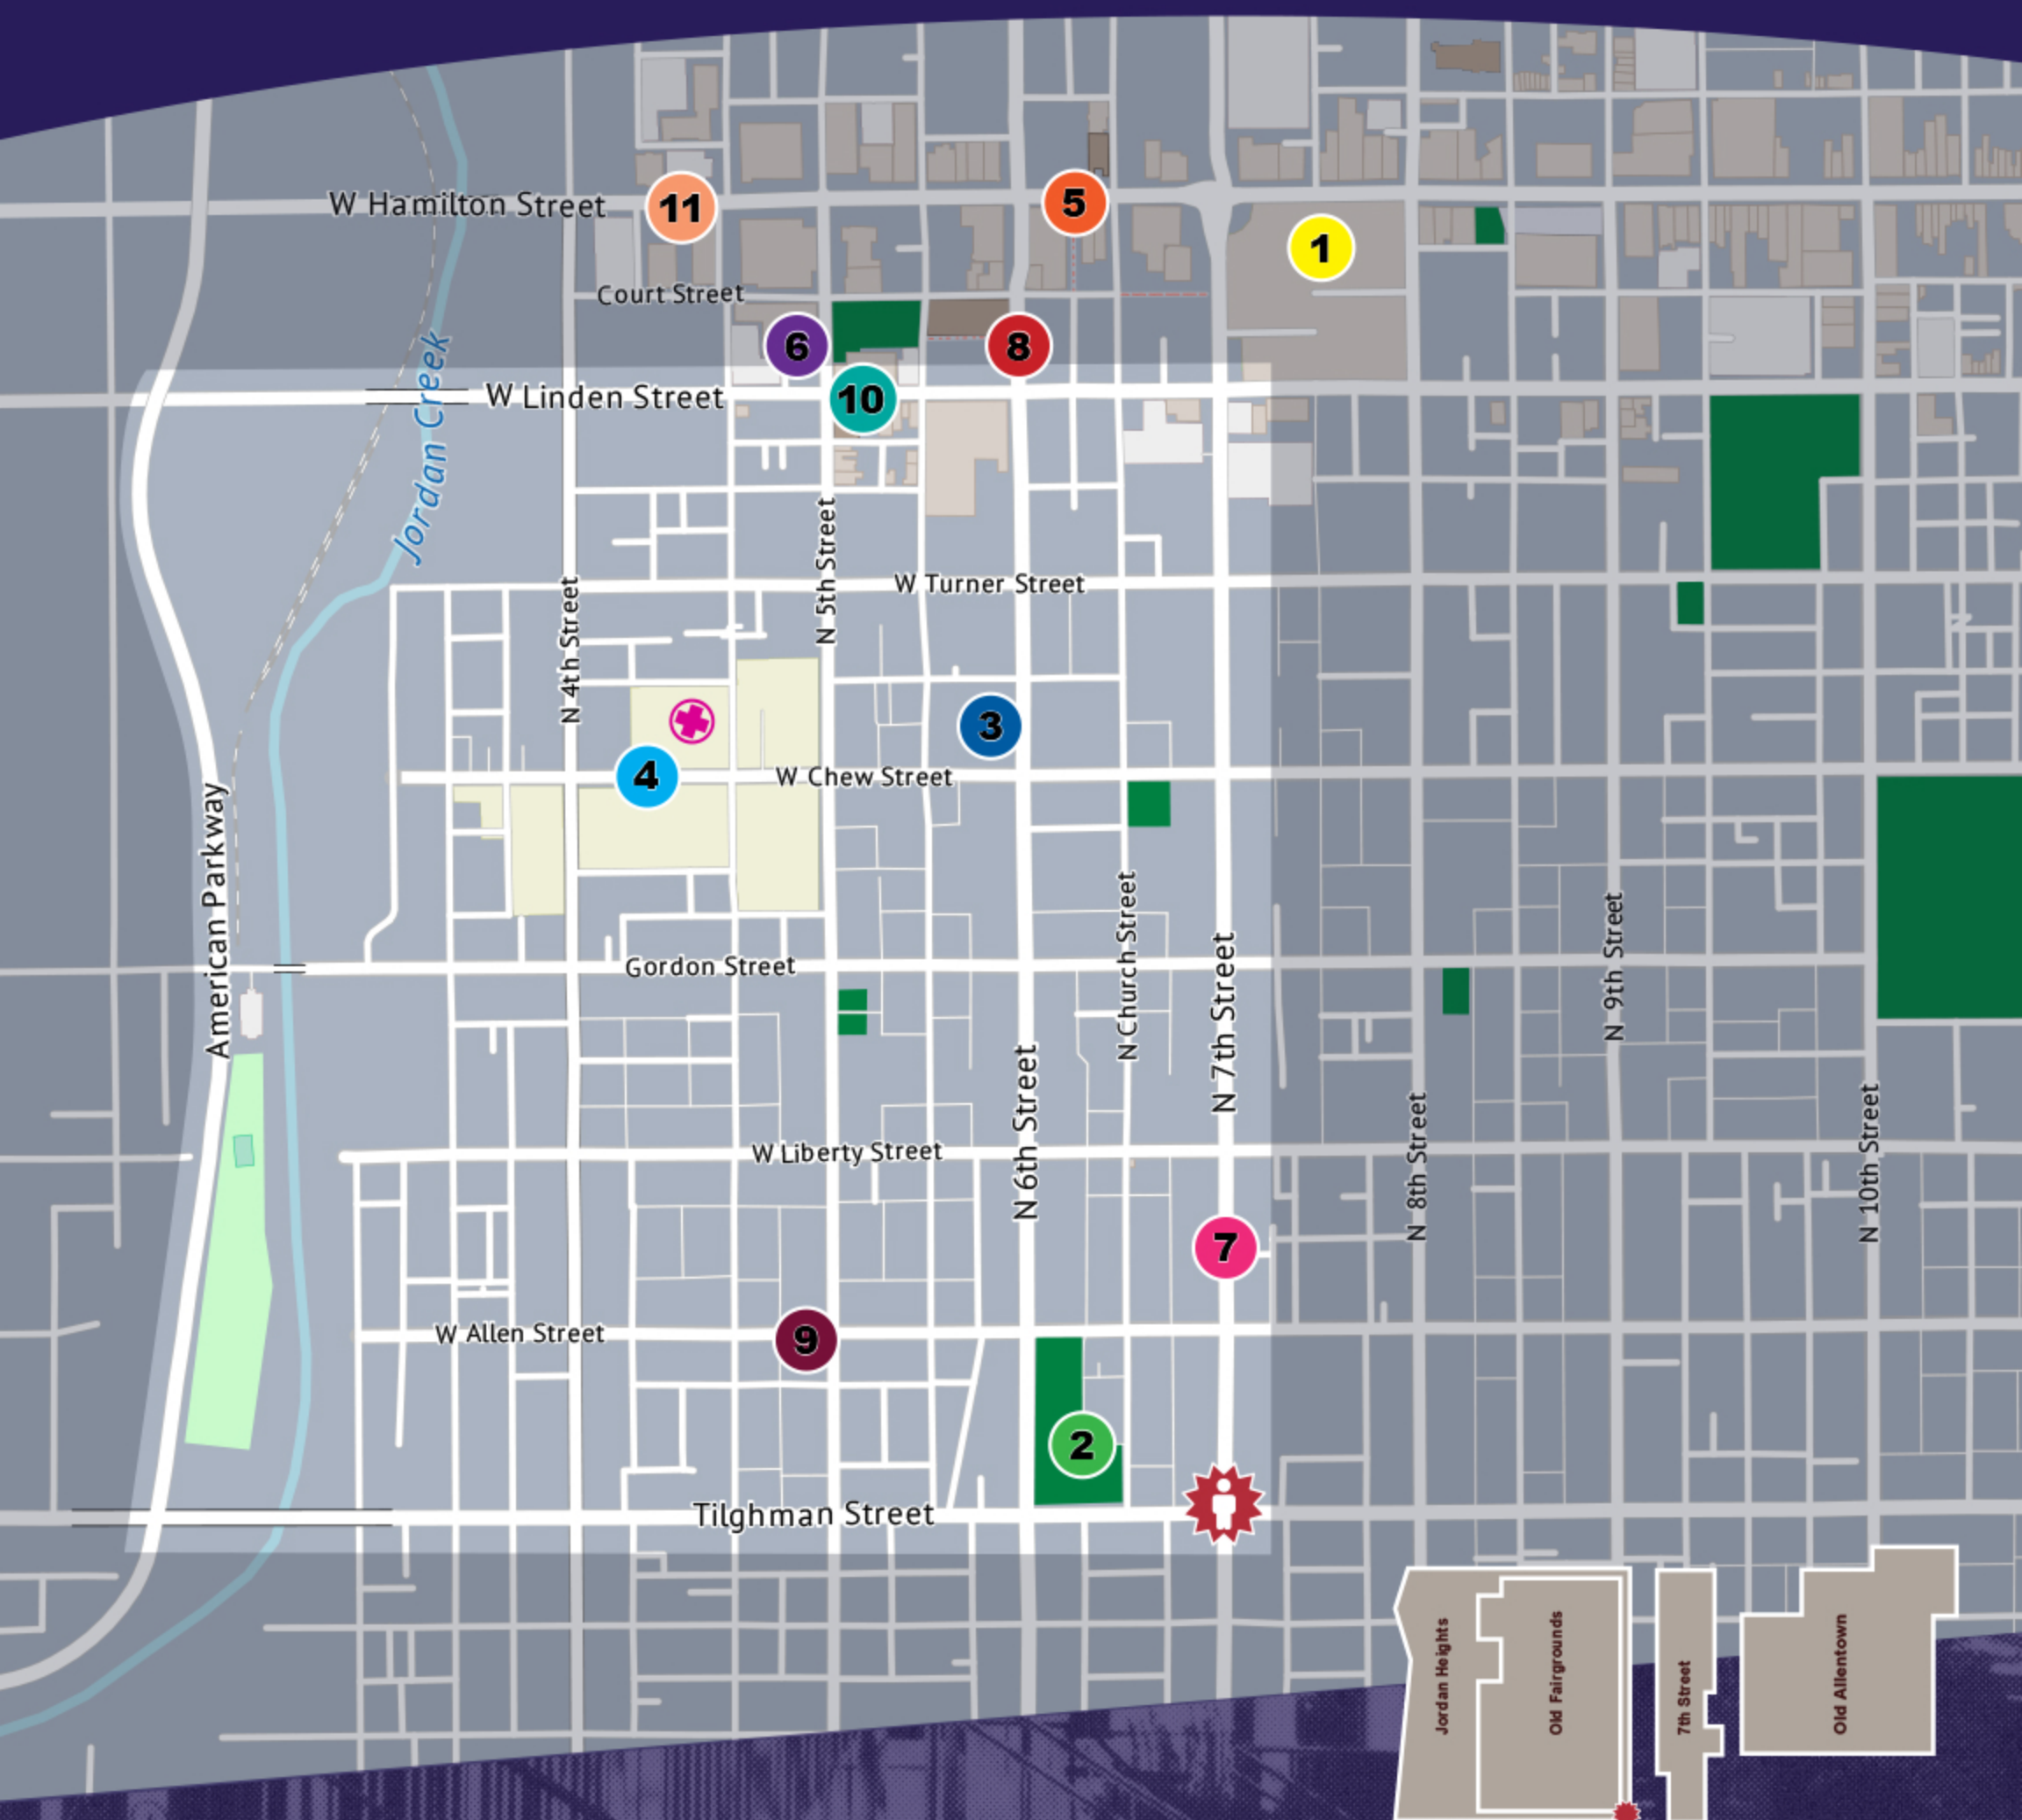 W Hamilton Street
11
5
1
Court Street
6
8
Jordan Creek
W Linden Street
10
N 5th Street
W Turner Street
N 4th Street
3
4
W Chew Street
American Parkway
N Church Street
N 9th Street
Gordon Street
N 7th Street
N 6th Street
N 8th Street
N 10th Street
W Liberty Street
7
W Allen Street
9
2
Tilghman Street
Jordan Heights
Old Fairgrounds
7th Street
Old Allentown